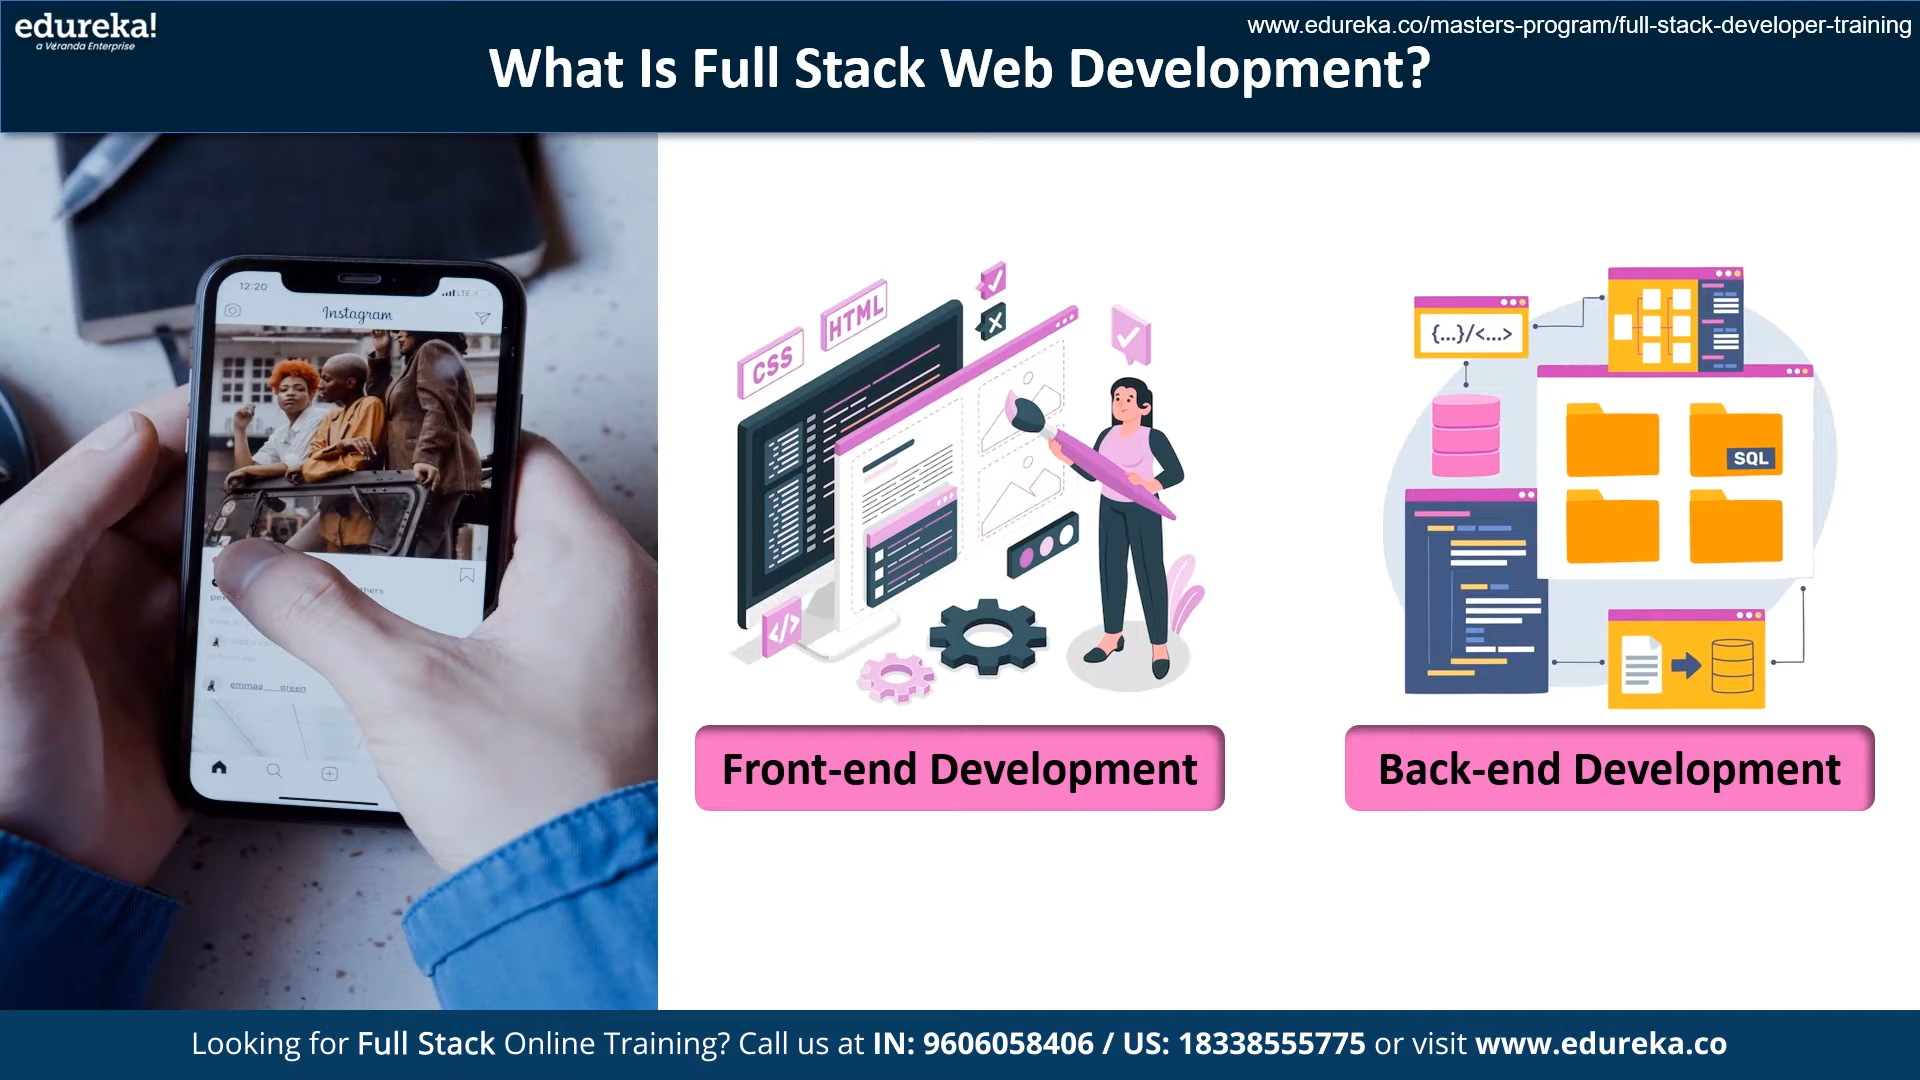 edureka!
a Veranda Enterprise
www.edureka.co/masters-program/full-stack-developer-training
What Is Full Stack Web Development?
12:20
LTE
Instagram
emmaa___green
CSS
HTML
</>
{...}/<...>
SQL
Front-end Development
Back-end Development
Looking for Full Stack Online Training? Call us at IN: 9606058406 / US: 18338555775 or visit www.edureka.co